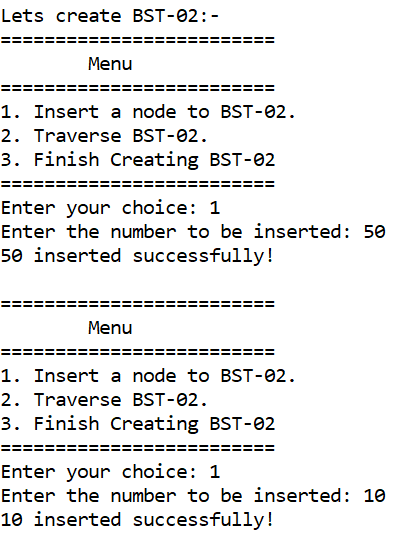 Lets create BST-02:-
=========================
Menu
=========================
1. Insert a node to BST-02.
2. Traverse BST-02.
3. Finish Creating BST-02
=========================
Enter your choice: 1
Enter the number to be inserted: 50
50 inserted successfully!
=========================
Menu
=========================
1. Insert a node to BST-02.
2. Traverse BST-02.
3. Finish Creating BST-02
=========================
Enter your choice: 1
Enter the number to be inserted: 10
10 inserted successfully!